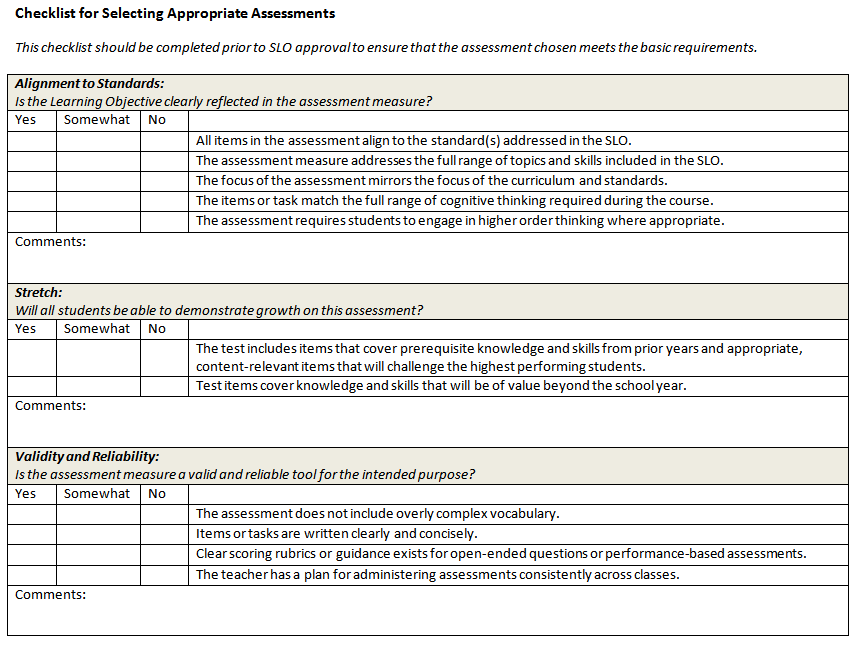 Checklist for Selecting Appropriate Assessments
This checklist should be completed prior to SLO approval to ensure that the assessment chosen meets the basic requirements.
Alignment to Standards:
Is the Learning Objective clearly reflected in the assessment measure?
Yes Somewhat No
All items in the assessment align to the standard(s) addressed in the SLO.
The assessment measure addresses the full range of topics and skills included in the SLO.
The focus of the assessment mirrors the focus of the curriculum and standards.
The items or task match the full range of cognitive thinking required during the course.
The assessment requires students to engage in higher order thinking where appropriate.
Comments:
Stretch:
Will all students be able to demonstrate growth on this assessment?
Yes Somewhat No
The test includes items that cover prerequisite knowledge and skills from prior years and appropriate,
content-relevant items that will challenge the highest performing students.
Test items cover knowledge and skills that will be of value beyond the school year.
Comments:
Validity and Reliability:
Is the assessment measure a valid and reliable tool for the intended purpose?
Yes Somewhat No
The assessment does not include overly complex vocabulary.
Items or tasks are written clearly and concisely.
Clear scoring rubrics or guidance exists for open-ended questions or performance-based assessments.
The teacher has a plan for administering assessments consistently across classes.
Comments: